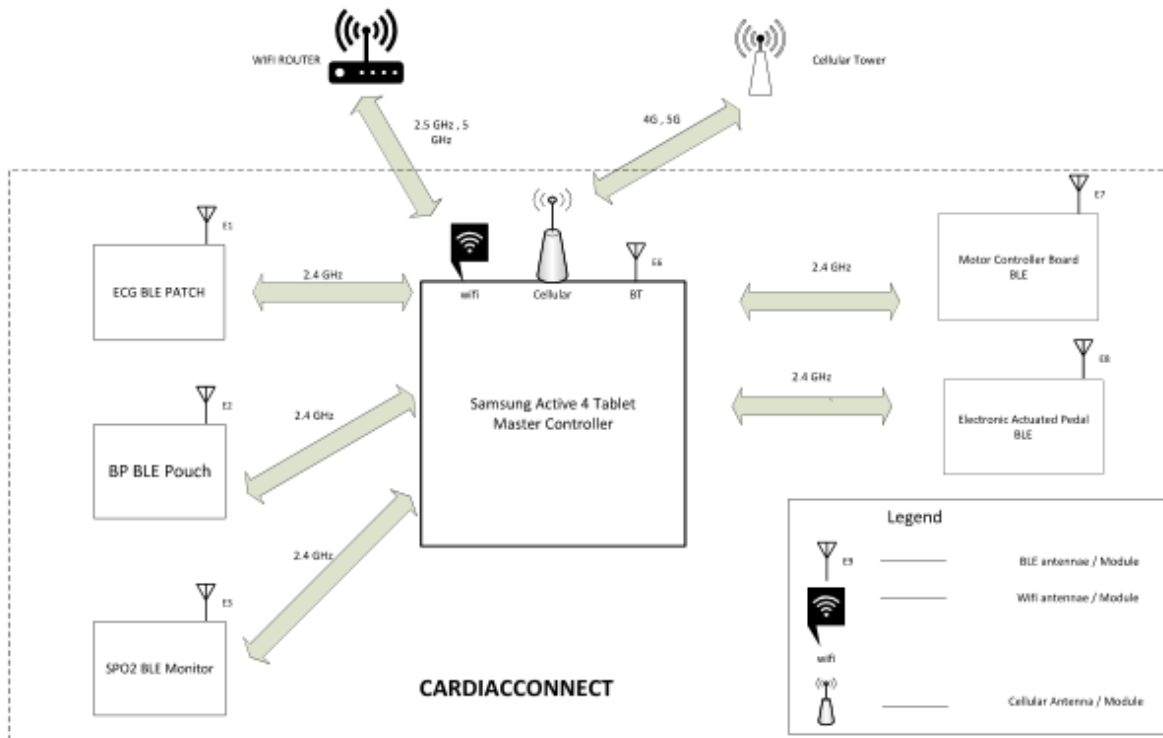 WIFI ROUTER
Cellular Tower
2.5 GHz , 5
GHz
4G , 5G
E1
ECG BLE PATCH
2.4 GHz
wifi
Cellular
E6
BT
2.4 GHz
E7
Motor Controller Board
BLE
E2
BP BLE Pouch
2.4 GHz
Samsung Active 4 Tablet
Master Controller
2.4 GHz
E8
Electronic Actuated Pedal
BLE
E3
SPO2 BLE Monitor
2.4 GHz
CARDIACCONNECT
Legend
E9
BLE antennae / Module
Wifi antennae / Module
wifi
Cellular Antenna / Module